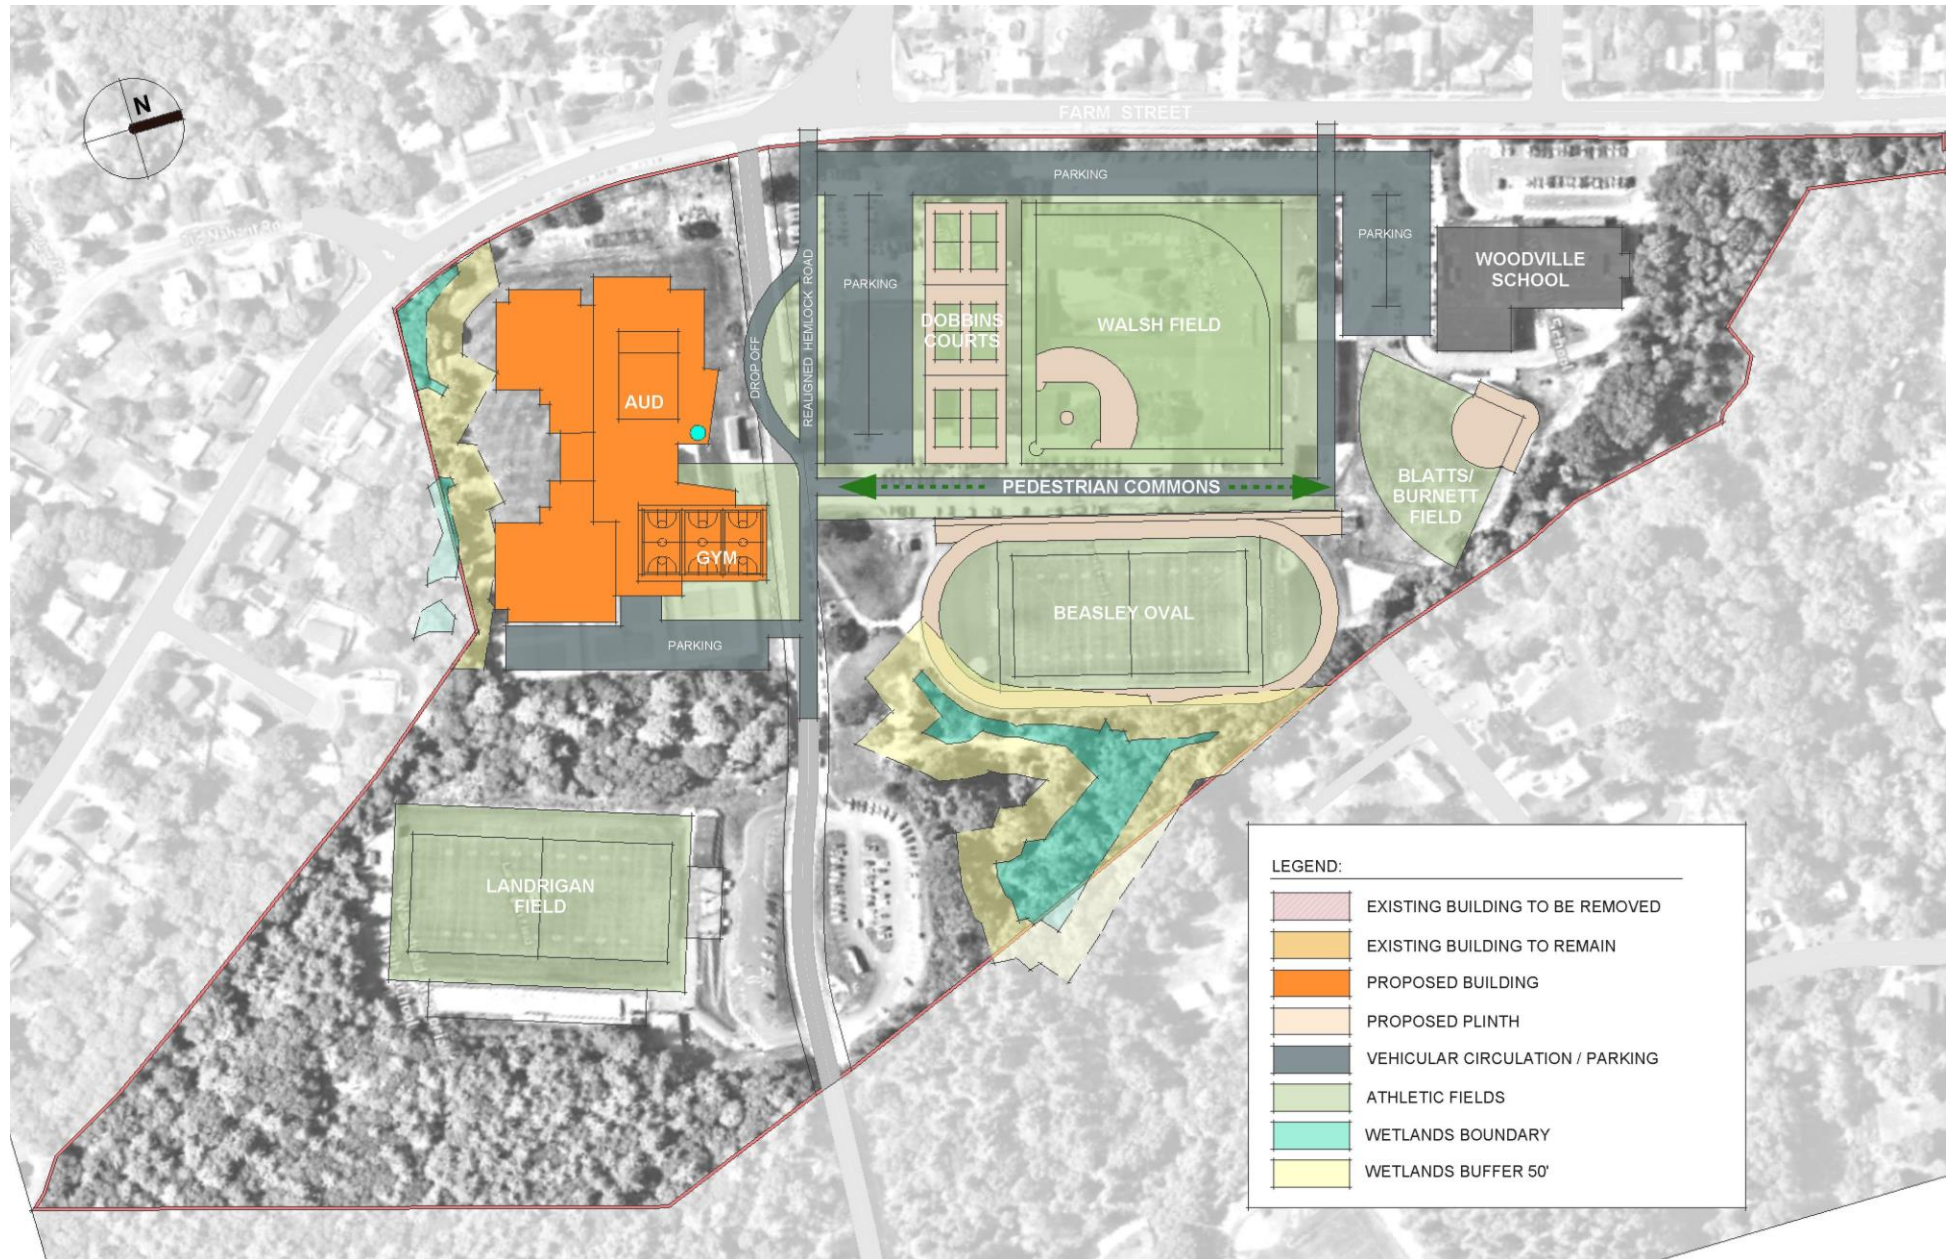 N
FARM STREET
Nahant Rd
PARKING
PARKING
PARKING
WOODVILLE
SCHOOL
DROP OFF
REALIGNED HEMLOCK ROAD
DOBBINS
COURTS
WALSH FIELD
AUD
PEDESTRIAN COMMONS
BLATTS/
BURNETT
FIELD
GYM
BEASLEY OVAL
PARKING
LANDRIGAN
FIELD
LEGEND:
EXISTING BUILDING TO BE REMOVED
EXISTING BUILDING TO REMAIN
PROPOSED BUILDING
PROPOSED PLINTH
VEHICULAR CIRCULATION / PARKING
ATHLETIC FIELDS
WETLANDS BOUNDARY
WETLANDS BUFFER 50'